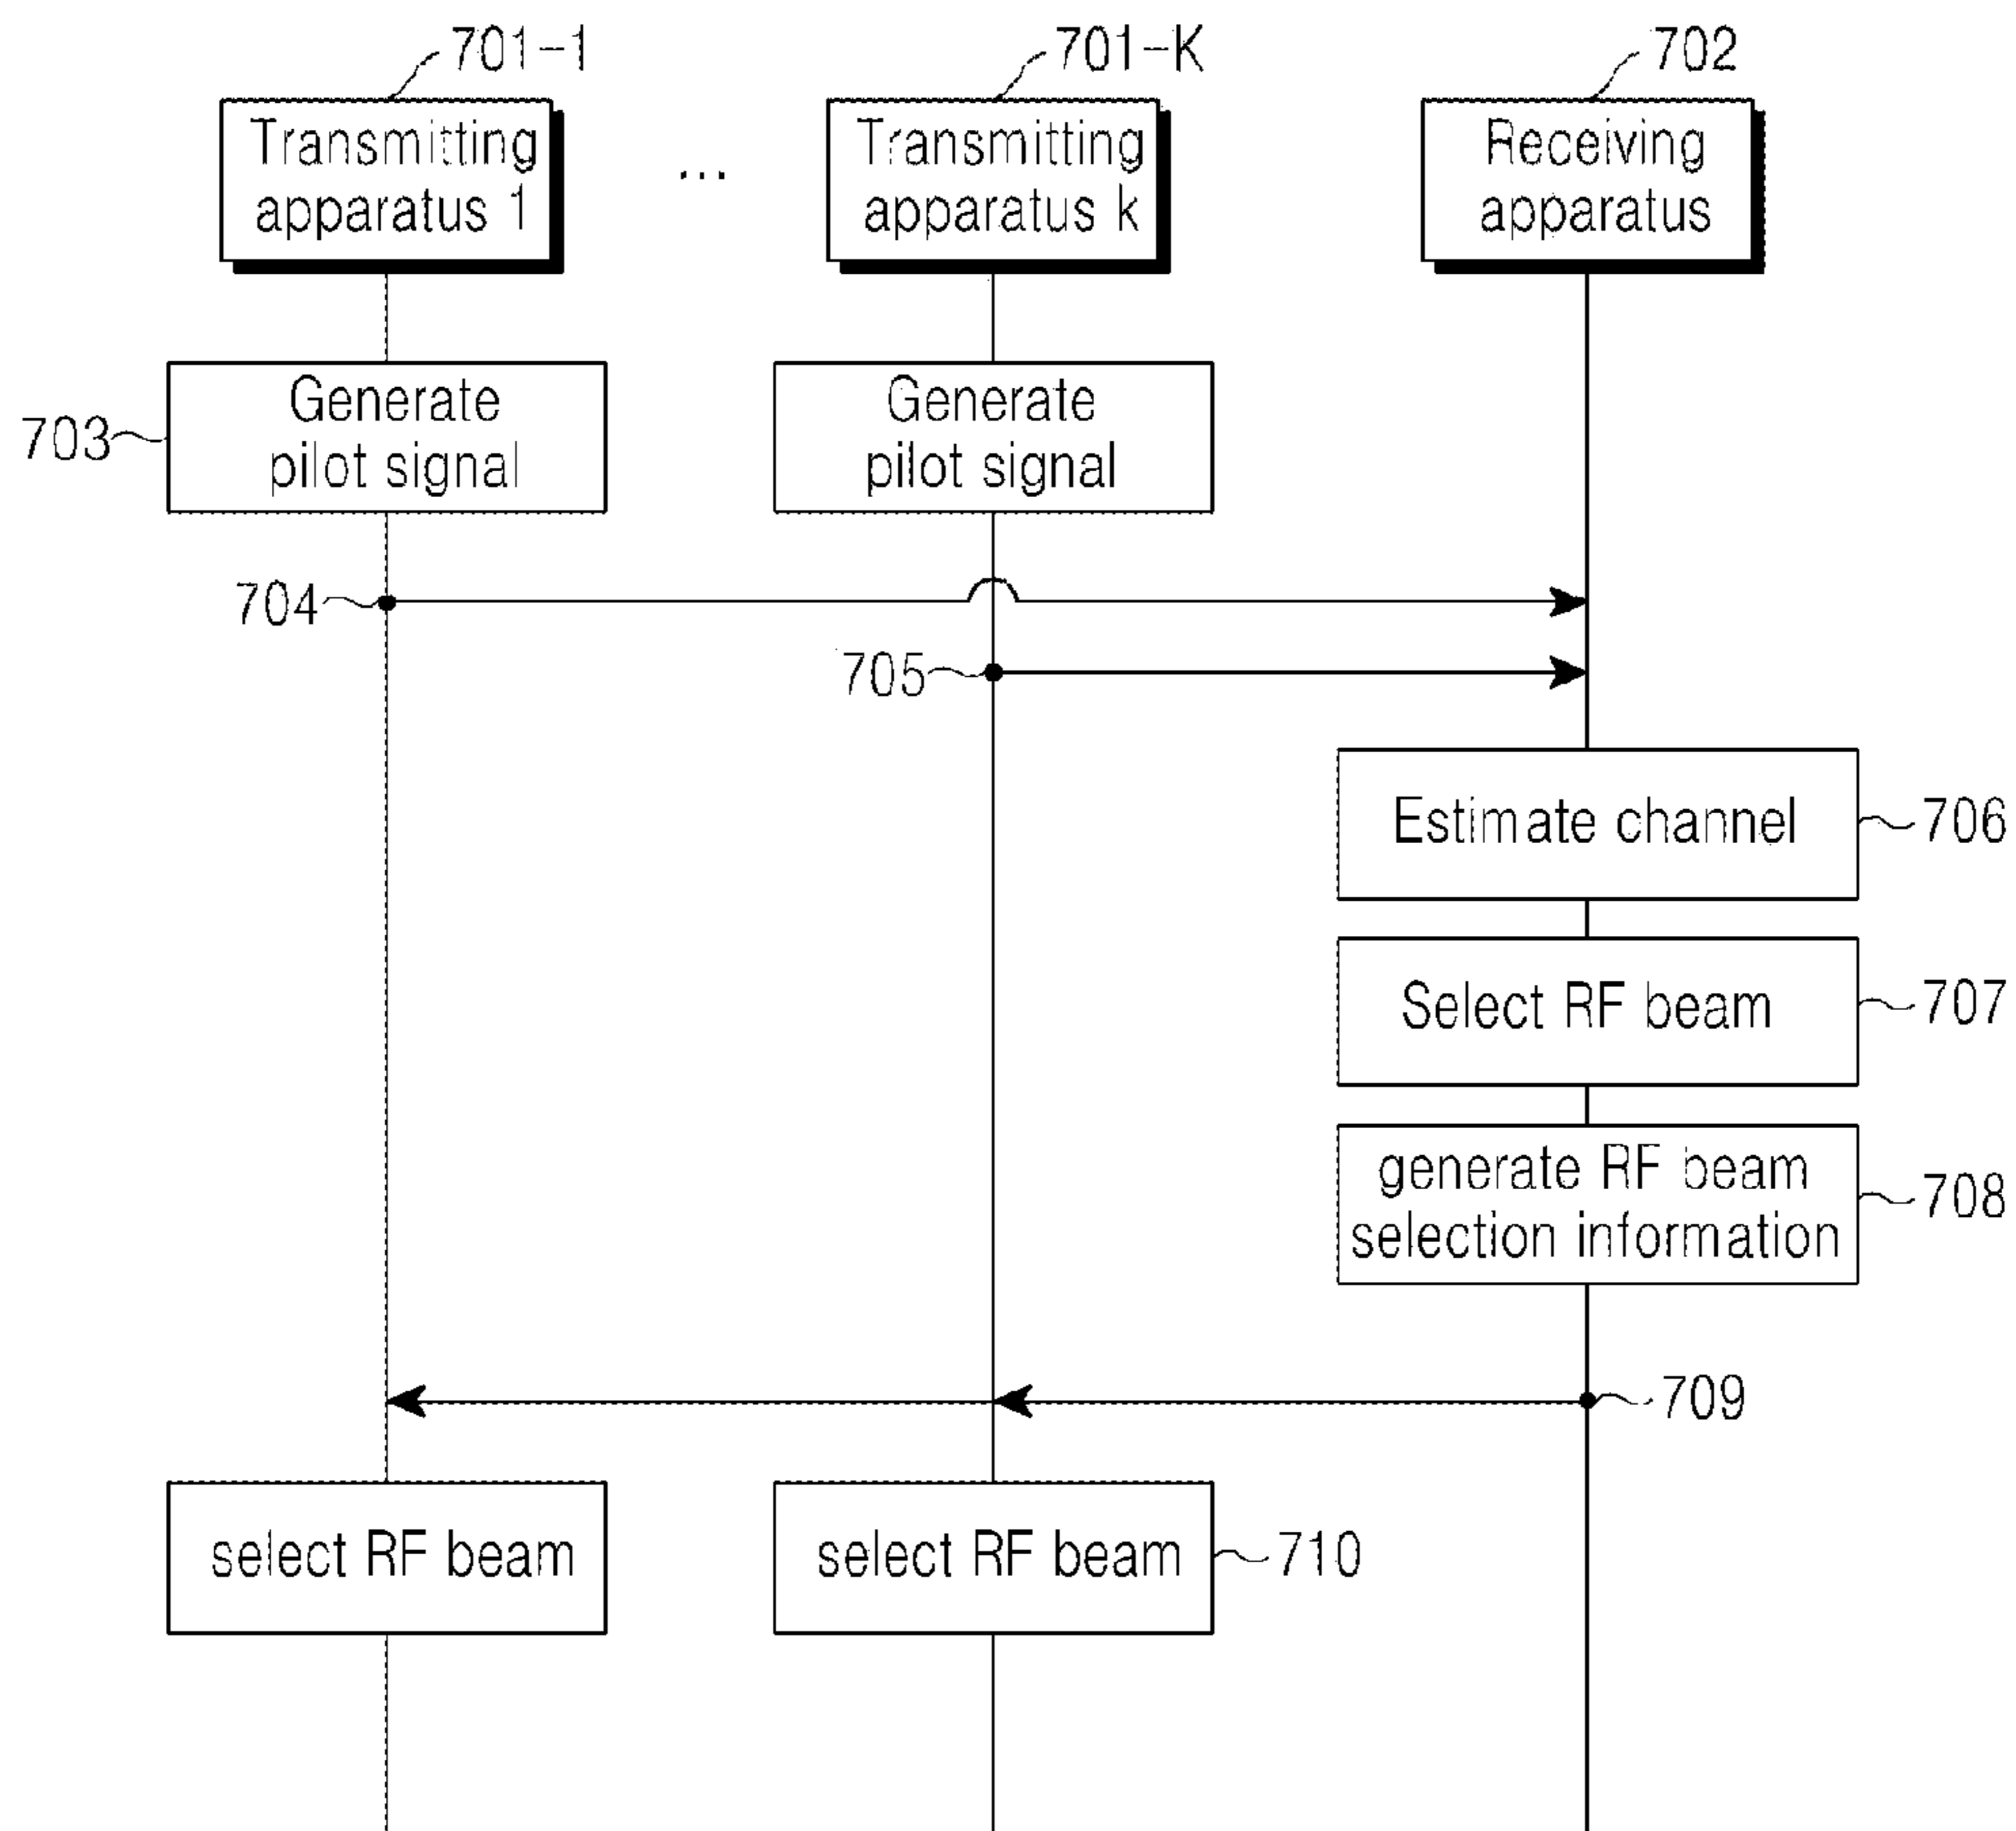 701-1
701-K
702
Transmitting
apparatus 1
...
Transmitting
apparatus k
Receiving
apparatus
703
Generate
pilot signal
Generate
pilot signal
704
705
Estimate channel
706
Select RF beam
707
generate RF beam
selection information
708
709
select RF beam
select RF beam
710